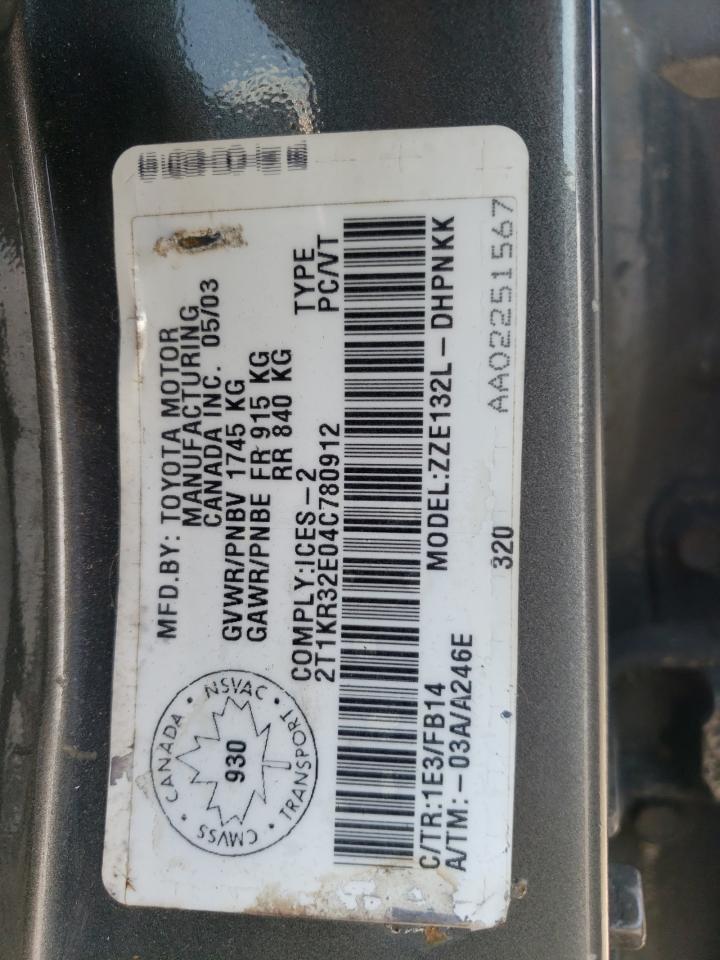 MFD.BY: TOYOTA MOTOR
MANUFACTURING
CANADA INC. 05/03
GVWR/PNBV 1745 KG
GAWR/PNBE FR 915 KG
RR 840 KG
COMPLY:ICES-2 TYPE
2T1KR32E04C780912 PC/VT
C/TR:1E3/FB14 MODEL:ZZE132L-DHPNKK
A/TM:-03A/A246E
320 AA02251567
CANADA • NSVAC • TRANSPORT • CMVSS •
930